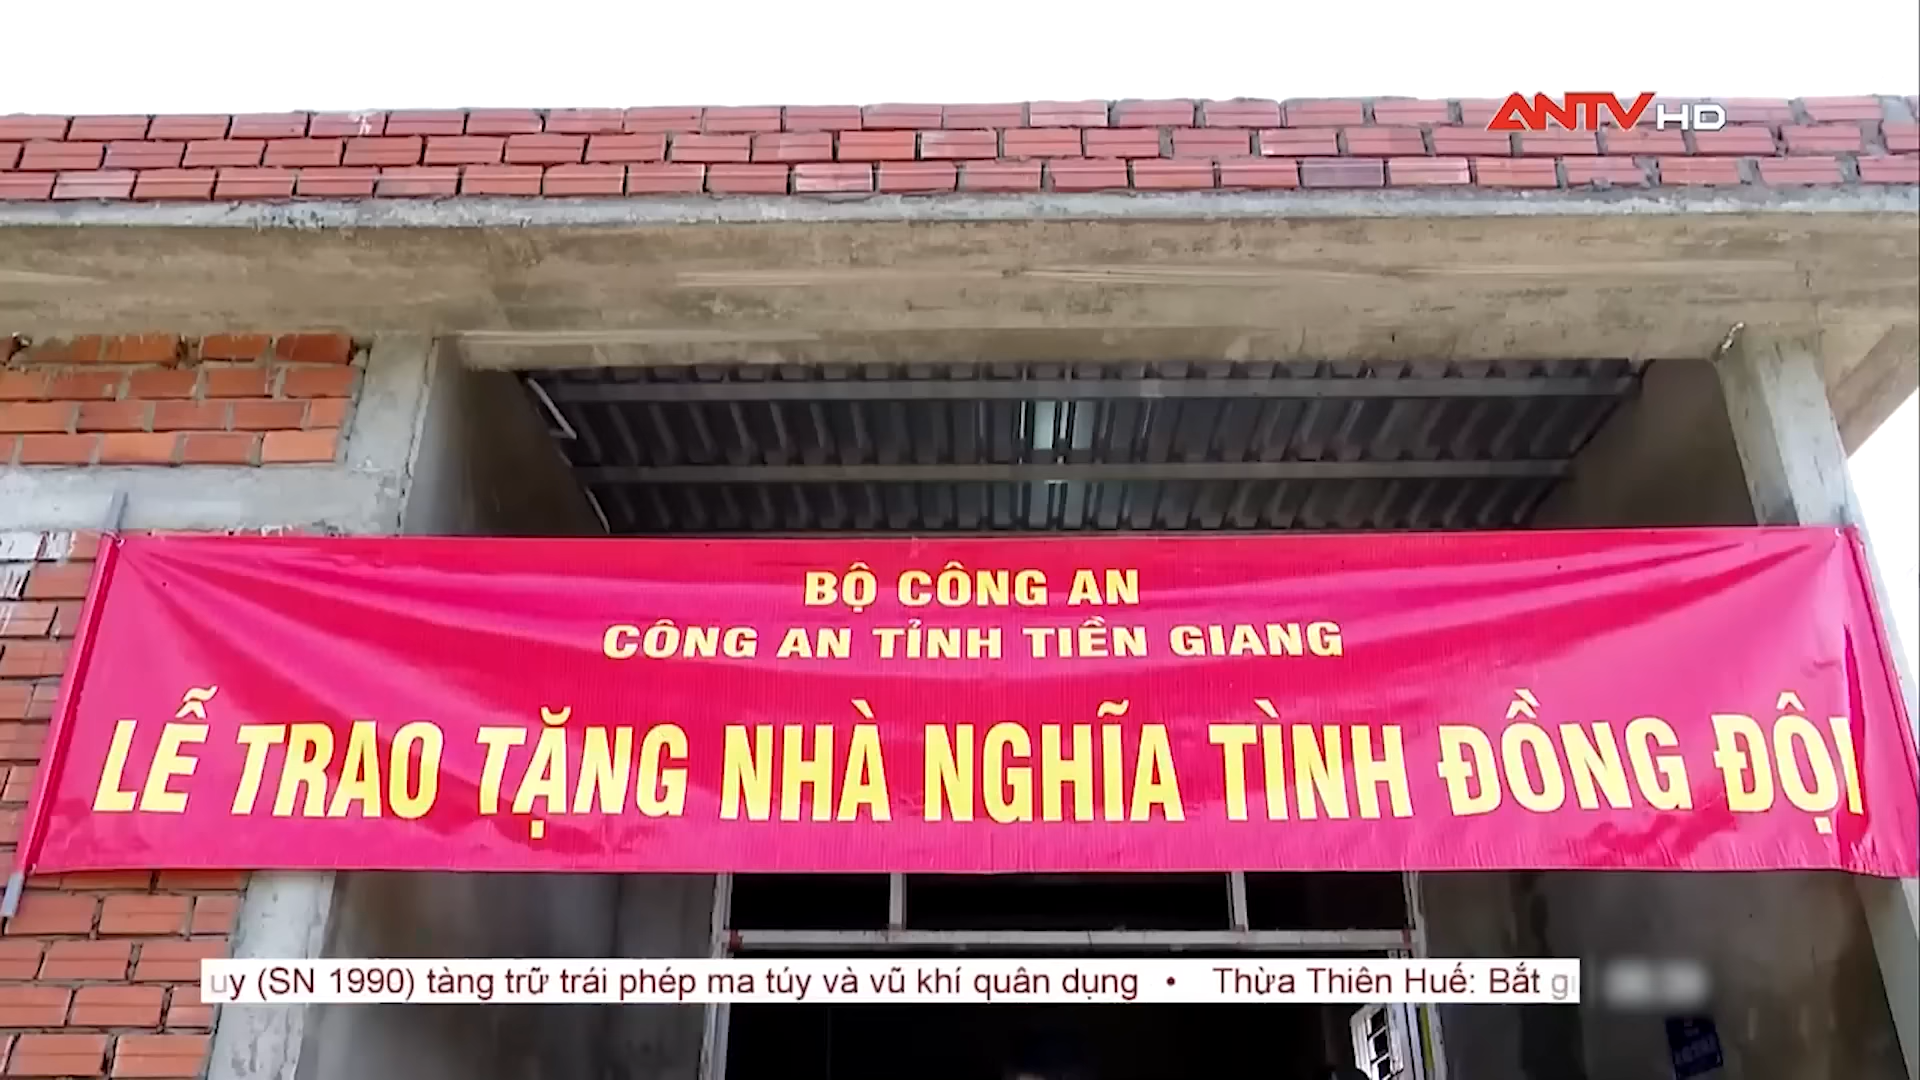 ANTV HD
BỘ CÔNG AN
CÔNG AN TỈNH TIỀN GIANG
LỄ TRAO TẶNG NHÀ NGHĨA TÌNH ĐỒNG ĐỘI
uy (SN 1990) tàng trữ trái phép ma túy và vũ khí quân dụng • Thừa Thiên Huế: Bắt